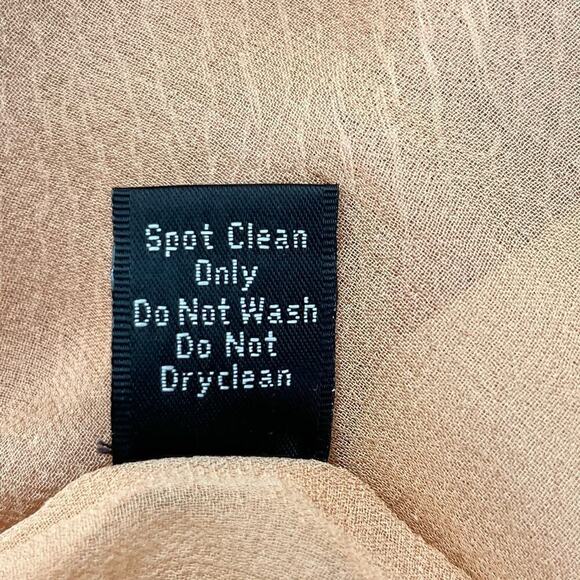 Spot Clean
Only
Do Not Wash
Do Not
Dryclean